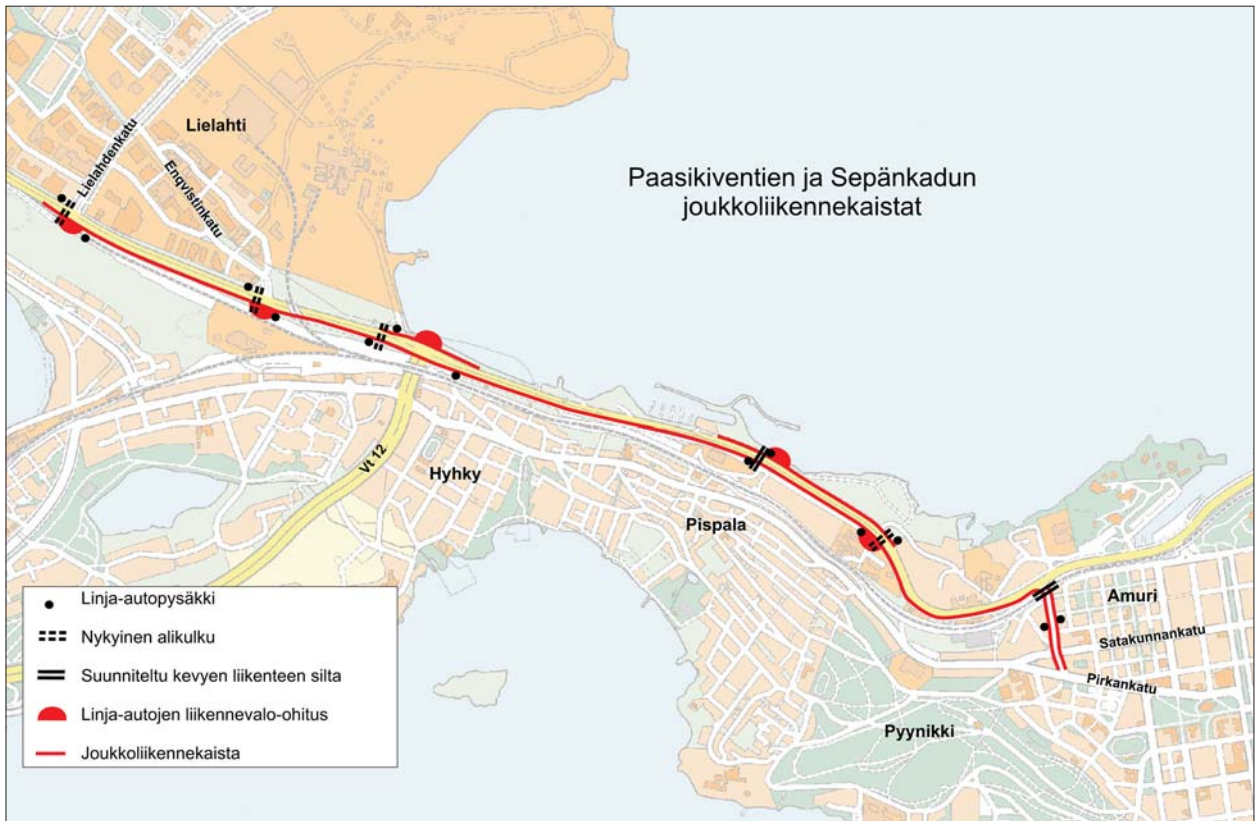 Lielahti
Lielahdenkatu
Enqvistinkatu
Paasikiventien ja Sepänkadun
joukkoliikennekaistat
Vt 12
Hyhky
Pispala
Amuri
Satakunnankatu
Pirkankatu
Pyynikki
Linja-autopysäkki
Nykyinen alikulku
Suunniteltu kevyen liikenteen silta
Linja-autojen liikennevalo-ohitus
Joukkoliikennekaista